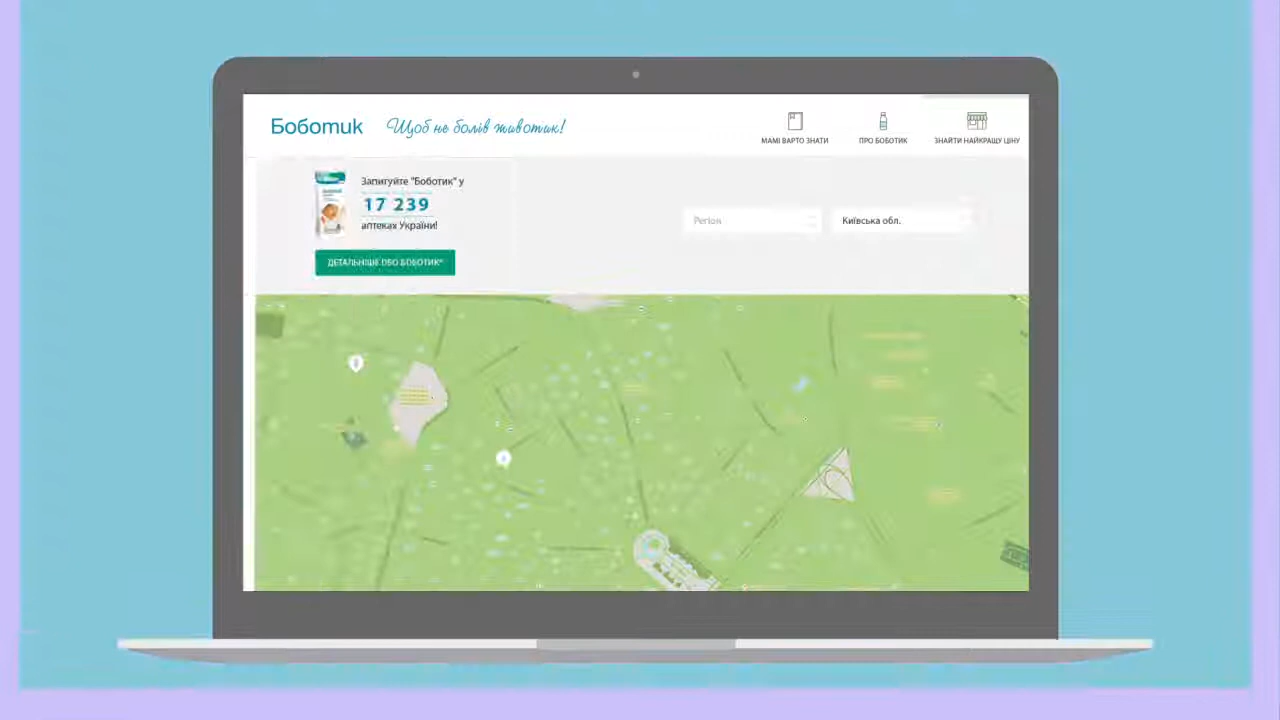 Боботик
Щоб не болів животик!
МАМІ ВАРТО ЗНАТИ
ПРО БОБОТИК
ЗНАЙТИ НАЙКРАЩУ ЦІНУ
Запитуйте "Боботик" у
17 239
аптеках України!
Регіон
Київська обл.
ДЕТАЛЬНІШЕ ПРО БОБОТИК®